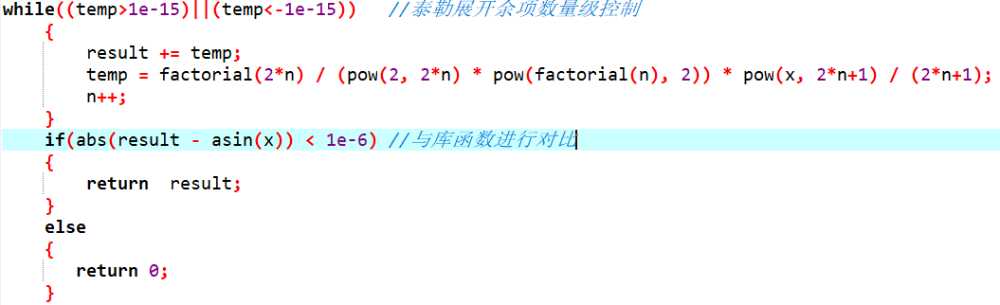 while((temp>1e-15)||(temp<-1e-15))   //泰勒展开余项数量级控制
{
result += temp;
temp = factorial(2*n) / (pow(2, 2*n) * pow(factorial(n), 2)) * pow(x, 2*n+1) / (2*n+1);
n++;
}
if(abs(result - asin(x)) < 1e-6) //与库函数进行对比
{
return  result;
}
else
{
return 0;
}